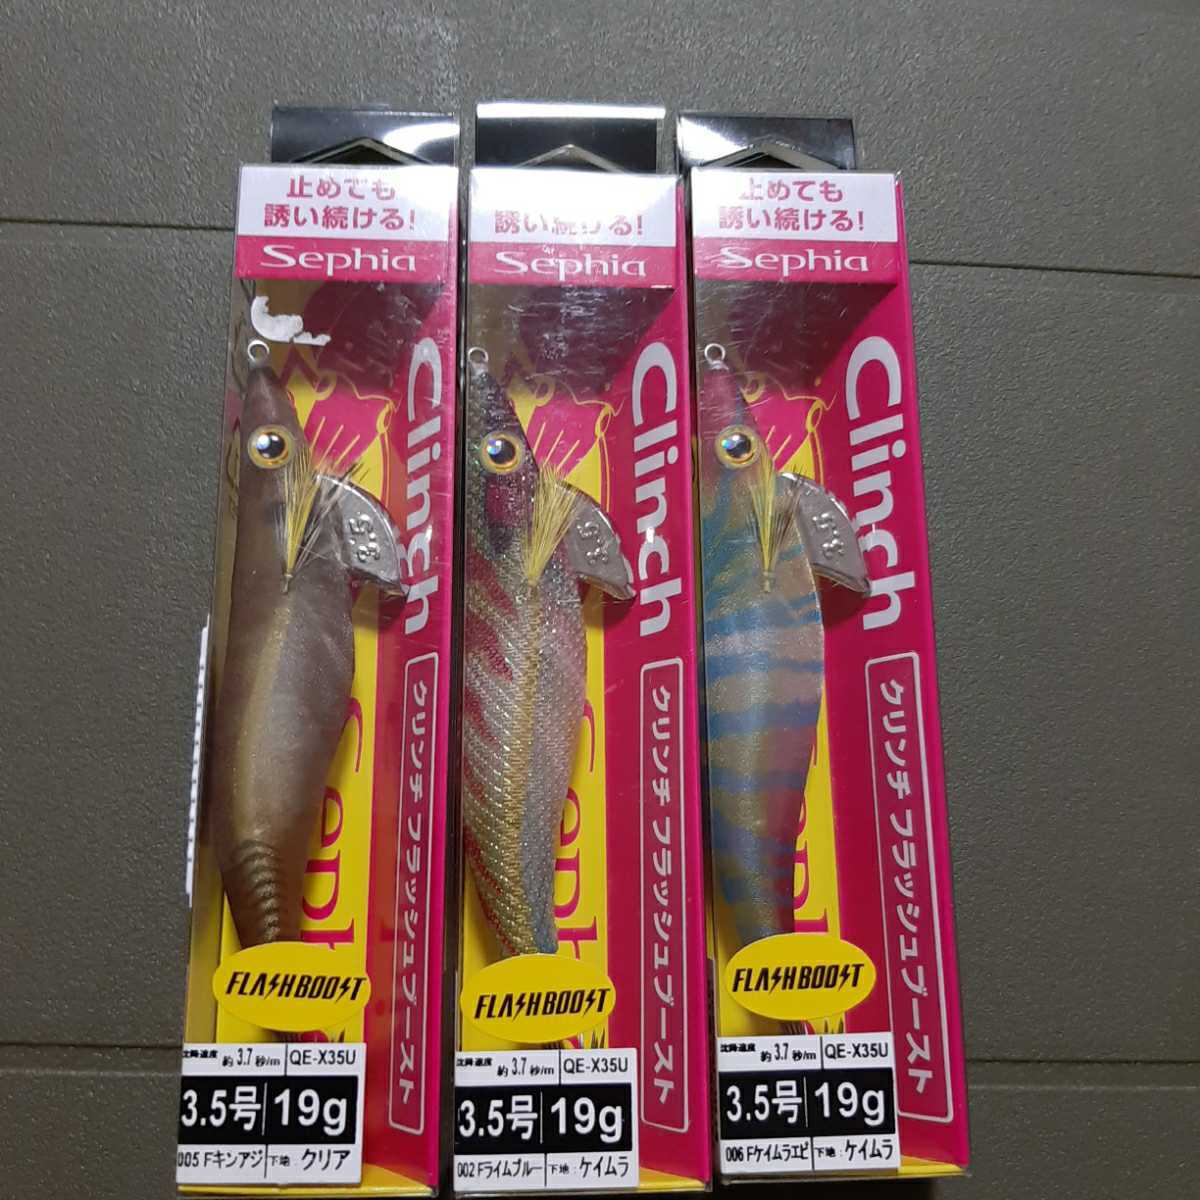 止めても
誘い続ける!
Sephia
Clinch
クリンチ フラッシュブースト
3.5
FLASHBOOST
沈降速度 約3.7秒/m
QE-X35U
3.5号
19g
005 Fキンアジ
下地:クリア
誘い続ける!
Sephia
Clinch
クリンチ フラッシュブースト
3.5
FLASHBOOST
沈降速度 約3.7秒/m
QE-X35U
3.5号
19g
002 Fライムブルー
下地:ケイムラ
止めても
誘い続ける!
Sephia
Clinch
クリンチ フラッシュブースト
3.5
FLASHBOOST
沈降速度 約3.7秒/m
QE-X35U
3.5号
19g
006 Fケイムラエビ
下地:ケイムラ